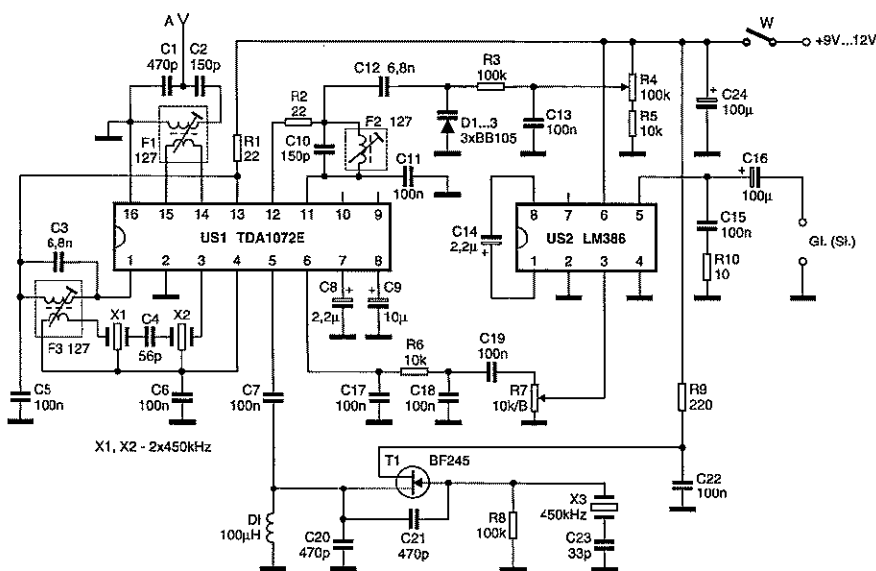 A
W
+9V...12V
C1
470p
C2
150p
C12 6,8n
R3
100k
R4
100k
C24
100µ
R2
22
F2 127
F1
127
R1
22
C10
150p
D1...3
3xBB105
C13
100n
R5
10k
C11
100n
C16
100µ
16 15 14 13 12 11 10 9
US1 TDA1072E
1 2 3 4 5 6 7 8
C3
6,8n
C14
2,2µ
8 7 6 5
US2 LM386
1 2 3 4
C15
100n
R10
10
Gł. (Sł.)
X1
C4
56p
X2
F3 127
C8
2,2µ
C9
10µ
C5
100n
C6
100n
C7
100n
C17
100n
R6
10k
C18
100n
C19
100n
R7
10k/B
R9
220
X1, X2 - 2x450kHz
T1
BF245
C22
100n
Dł
100µH
C20
470p
C21
470p
R8
100k
X3
450kHz
C23
33p